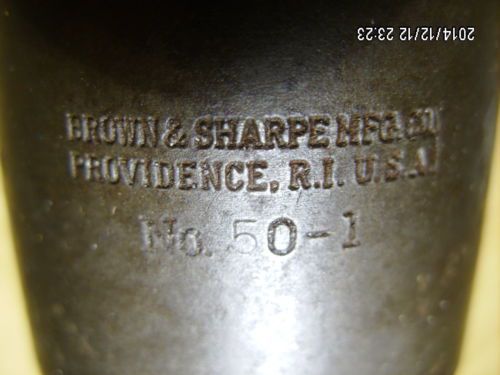 2014/12/12 23:23
BROWN & SHARPE MFG. CO.
PROVIDENCE, R.I. U.S.A.
No. 50-1